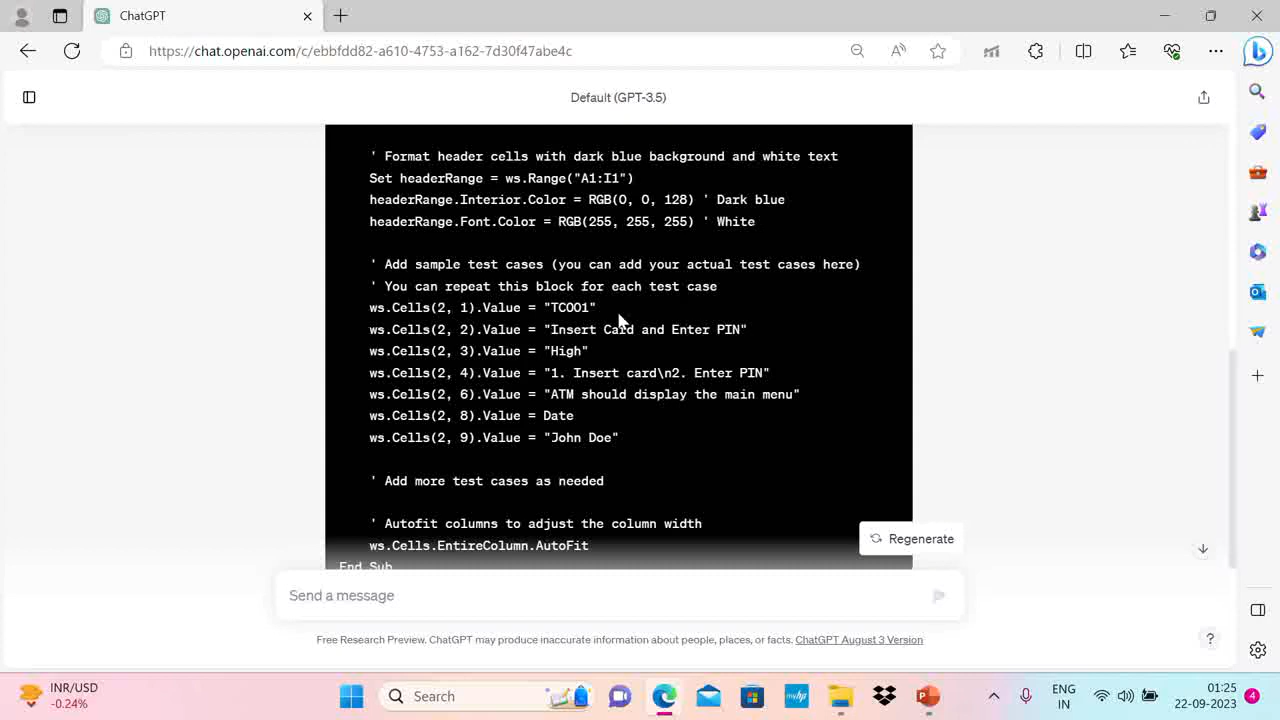 ChatGPT
https://chat.openai.com/c/ebbfdd82-a610-4753-a162-7d30f47abe4c
Default (GPT-3.5)
' Format header cells with dark blue background and white text
Set headerRange = ws.Range("A1:I1")
headerRange.Interior.Color = RGB(0, 0, 128) ' Dark blue
headerRange.Font.Color = RGB(255, 255, 255) ' White
' Add sample test cases (you can add your actual test cases here)
' You can repeat this block for each test case
ws.Cells(2, 1).Value = "TC001"
ws.Cells(2, 2).Value = "Insert Card and Enter PIN"
ws.Cells(2, 3).Value = "High"
ws.Cells(2, 4).Value = "1. Insert card\n2. Enter PIN"
ws.Cells(2, 6).Value = "ATM should display the main menu"
ws.Cells(2, 8).Value = Date
ws.Cells(2, 9).Value = "John Doe"
' Add more test cases as needed
' Autofit columns to adjust the column width
ws.Cells.EntireColumn.AutoFit
End Sub
Regenerate
Send a message
Free Research Preview. ChatGPT may produce inaccurate information about people, places, or facts. ChatGPT August 3 Version
?
INR/USD
0.24%
Search
myhp
ENG
IN
01:25
22-09-2023
4